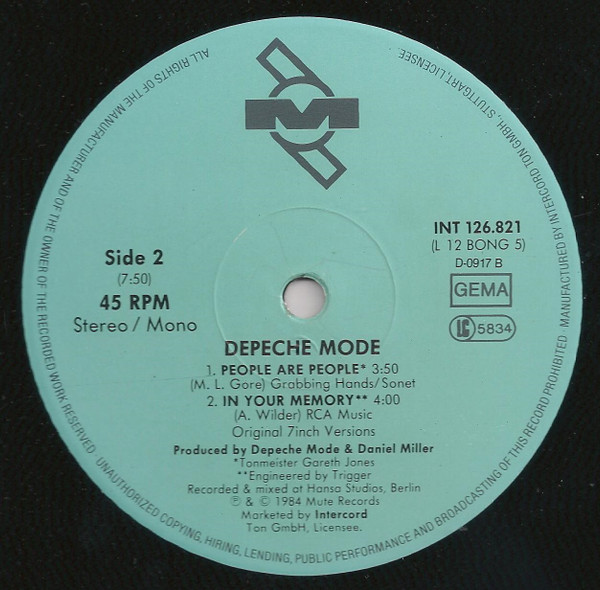 M
INT 126.821
(L 12 BONG 5)
D-0917 B
GEMA
LC 5834
Side 2
(7:50)
45 RPM
Stereo / Mono
DEPECHE MODE
1. PEOPLE ARE PEOPLE* 3:50
(M. L. Gore) Grabbing Hands/Sonet
2. IN YOUR MEMORY** 4:00
(A. Wilder) RCA Music
Original 7inch Versions
Produced by Depeche Mode & Daniel Miller
*Tonmeister Gareth Jones
**Engineered by Trigger
Recorded & mixed at Hansa Studios, Berlin
℗ & © 1984 Mute Records
Marketed by Intercord
Ton GmbH, Licensee.
ALL RIGHTS OF THE MANUFACTURER AND OF THE OWNER OF THE RECORDED WORK RESERVED · UNAUTHORIZED COPYING, HIRING, LENDING, PUBLIC PERFORMANCE AND BROADCASTING OF THIS RECORD PROHIBITED · MANUFACTURED BY INTERCORD TON GMBH, STUTTGART, LICENSEE.